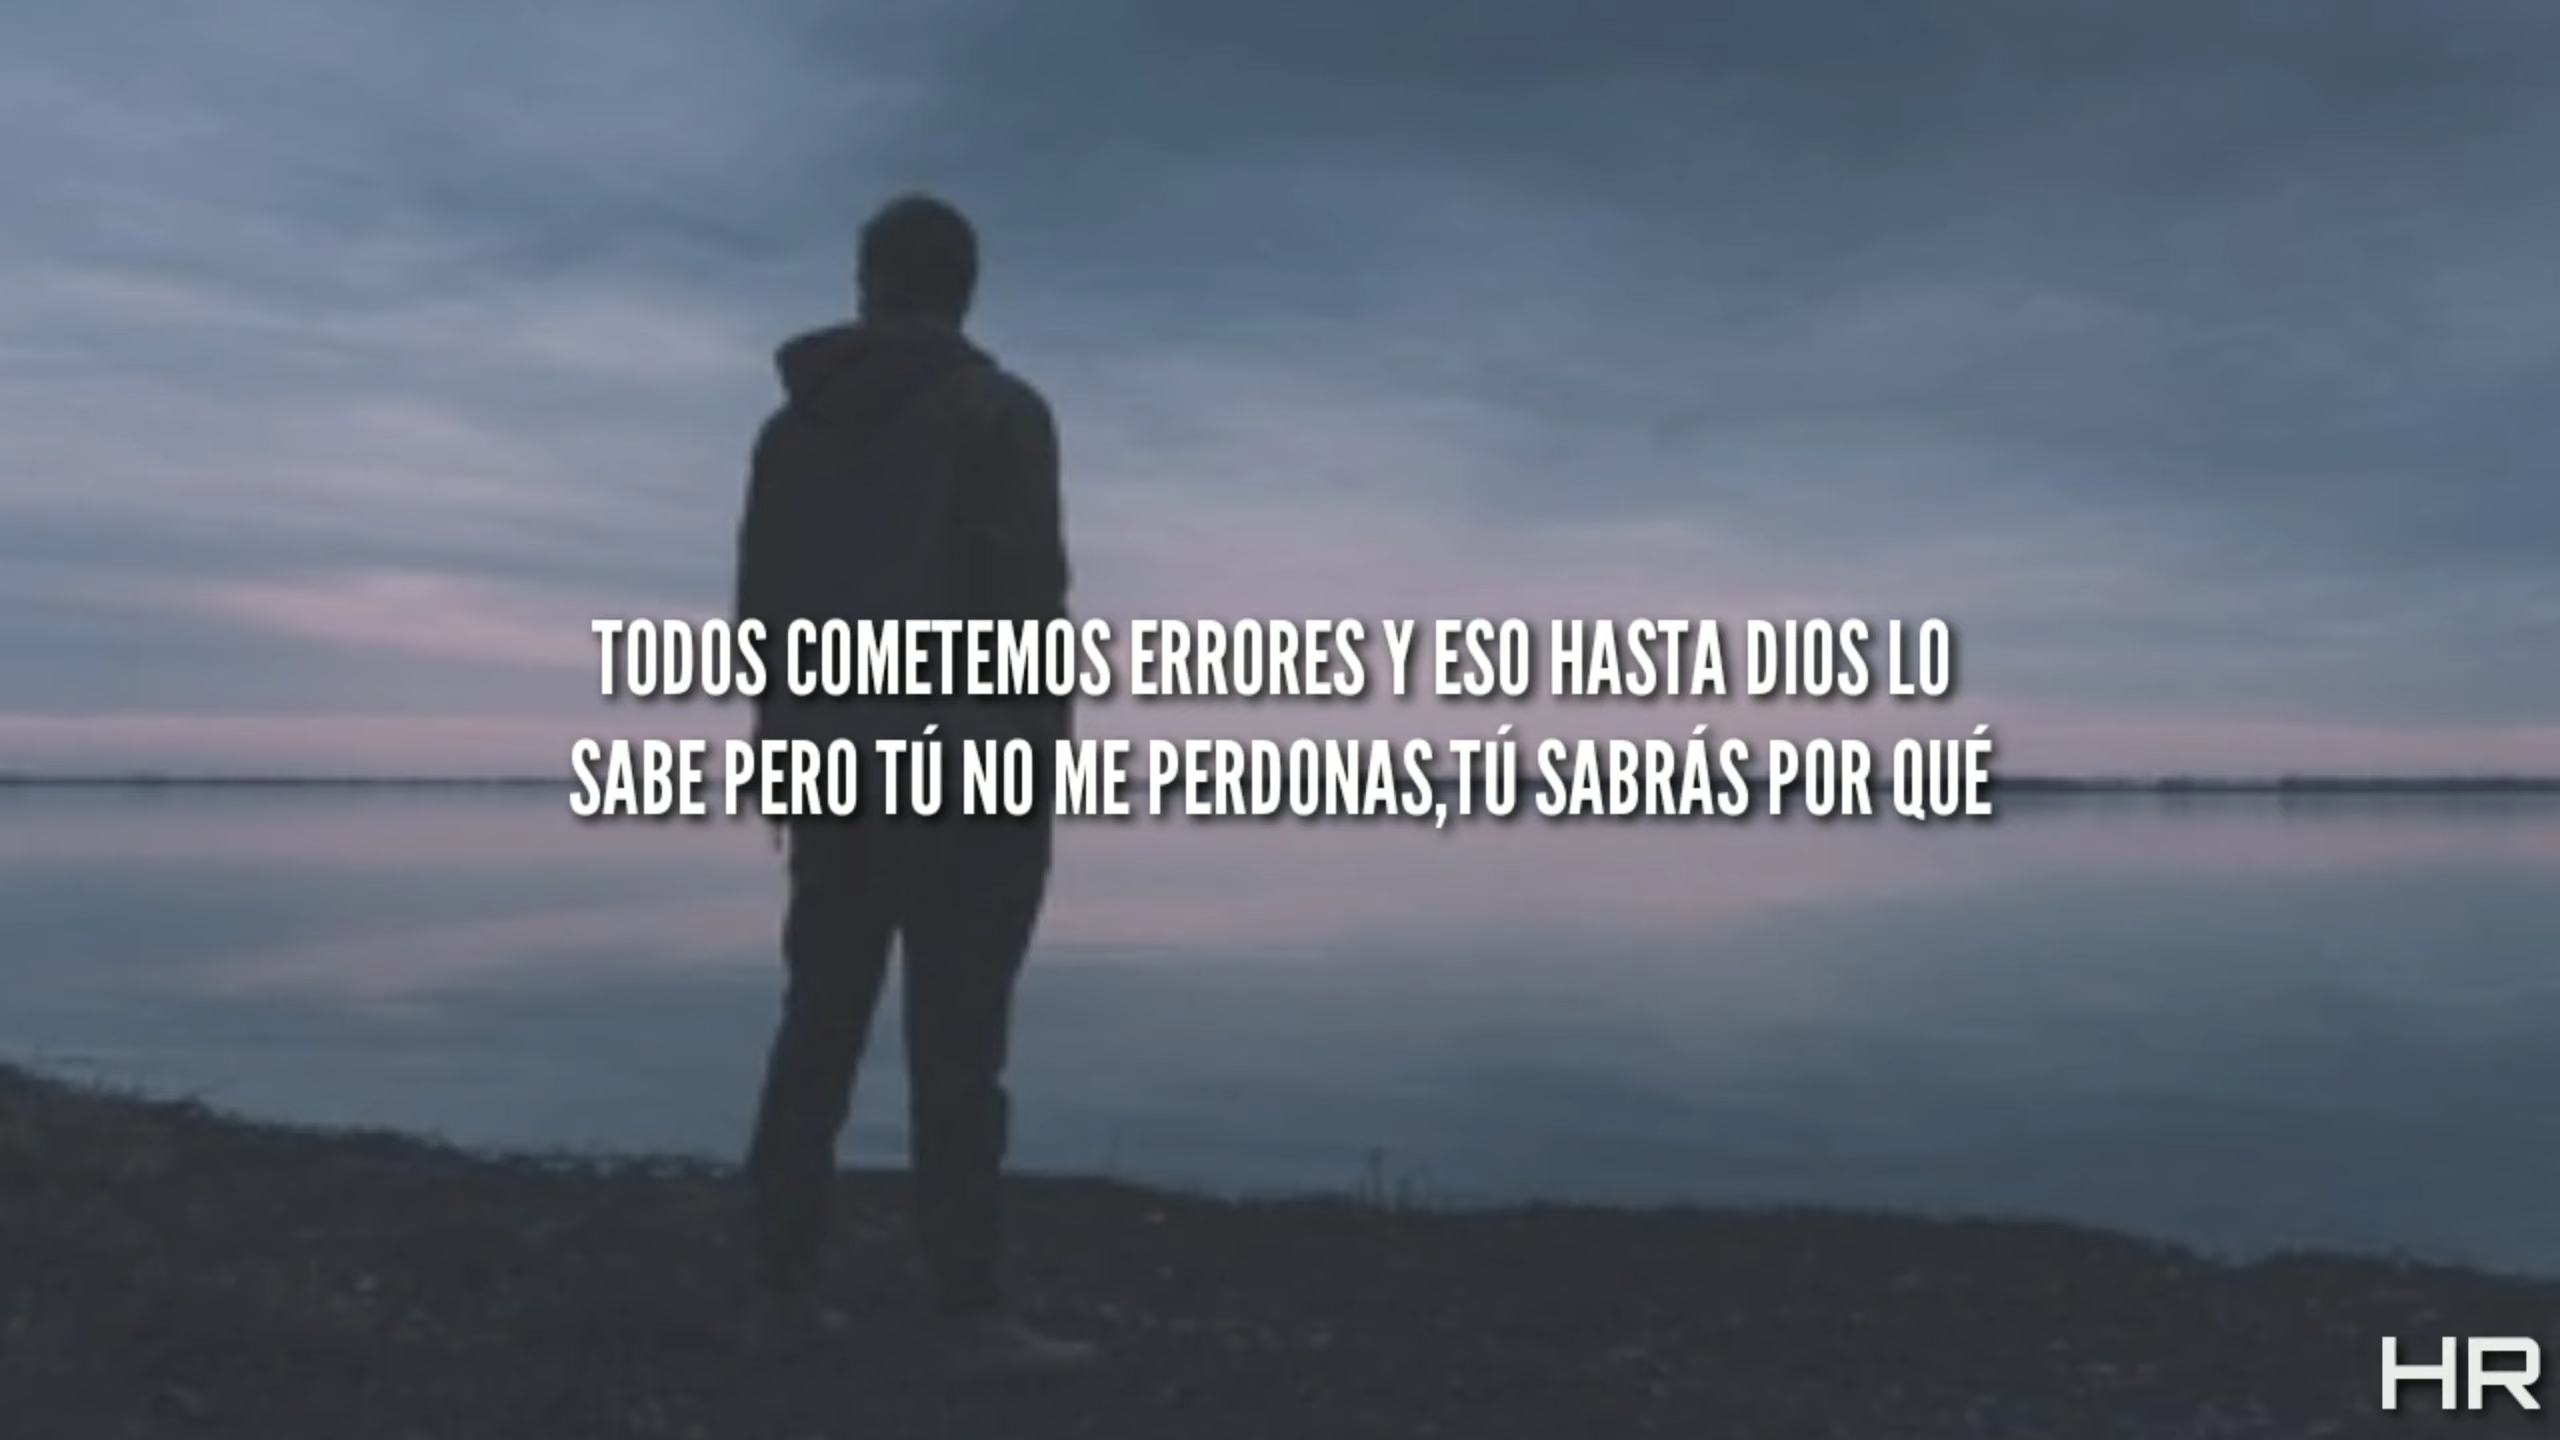 TODOS COMETEMOS ERRORES Y ESO HASTA DIOS LO
SABE PERO TÚ NO ME PERDONAS,TÚ SABRÁS POR QUÉ
HR